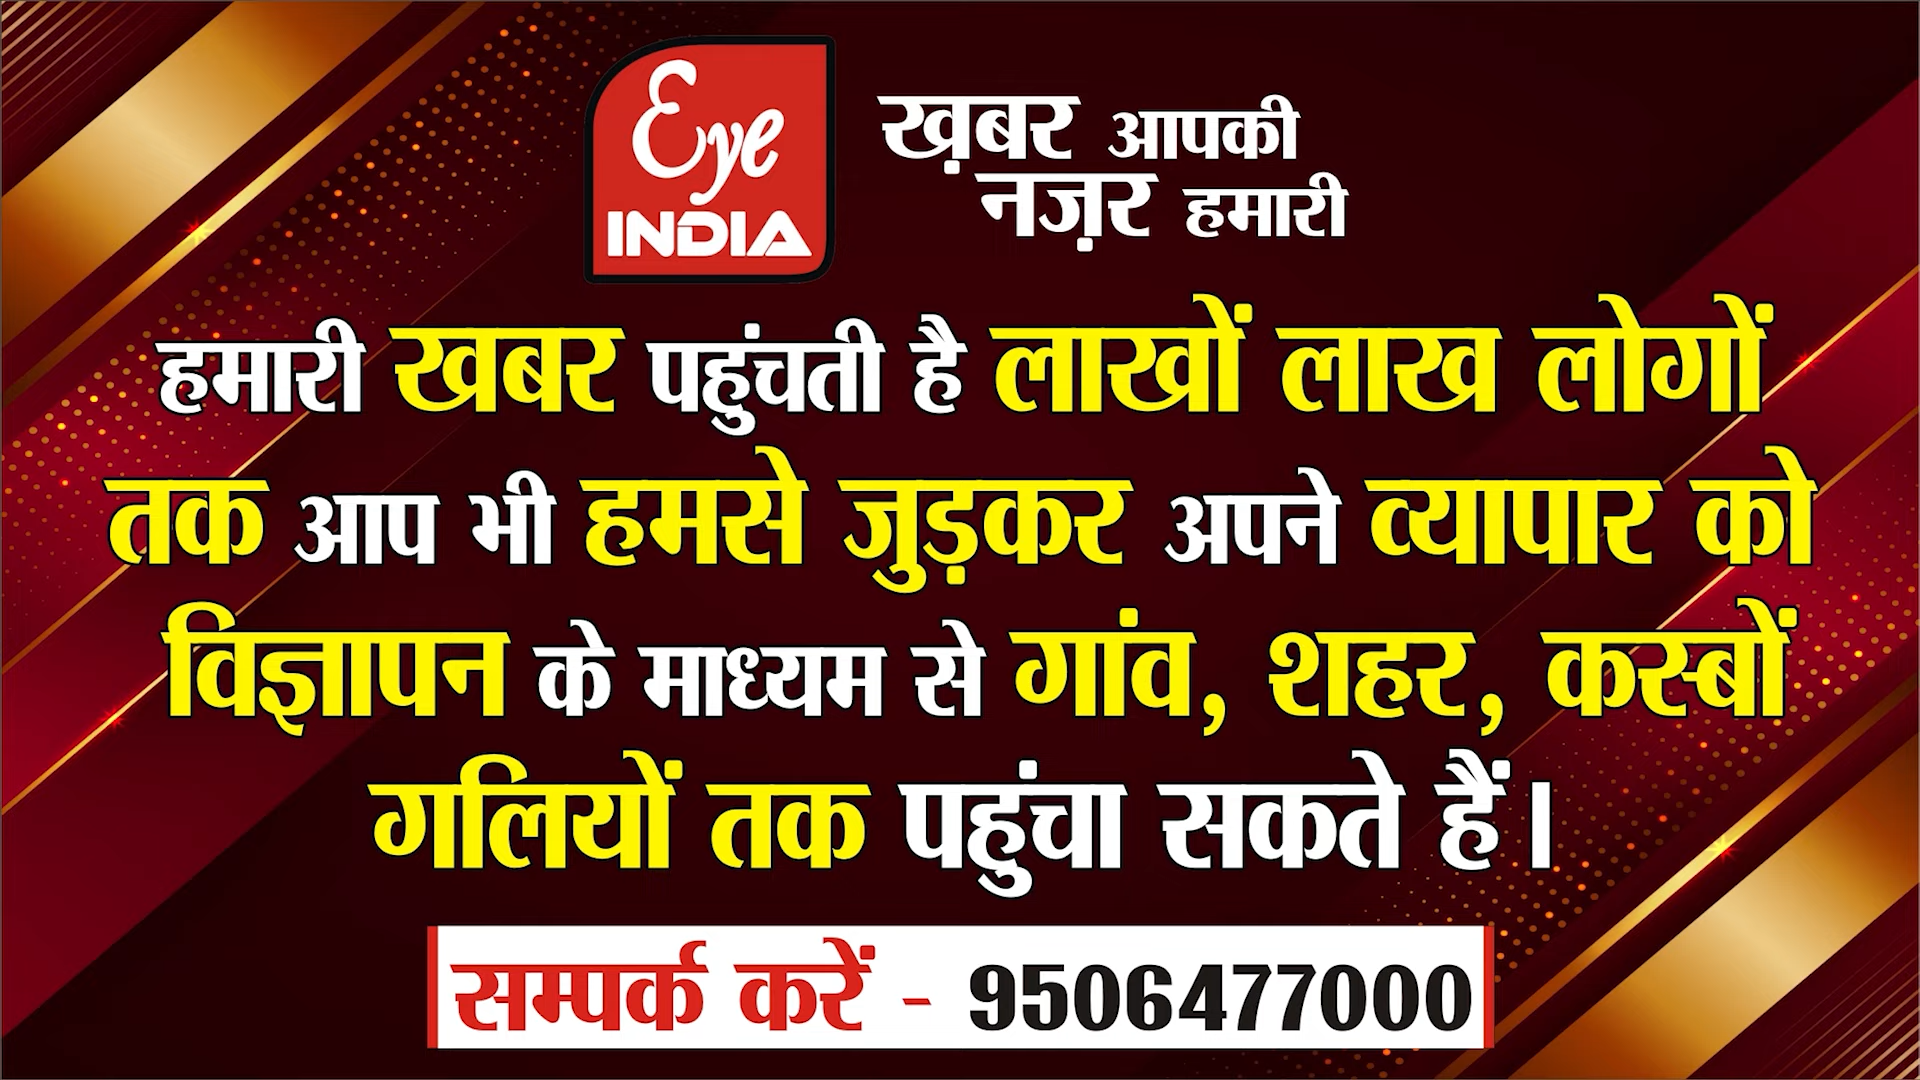 Eye
INDIA
ख़बर आपकी
नज़र हमारी
हमारी खबर पहुंचती है लाखों लाख लोगों
तक आप भी हमसे जुड़कर अपने व्यापार को
विज्ञापन के माध्यम से गांव, शहर, कस्बों
गलियों तक पहुंचा सकते हैं।
सम्पर्क करें - 9506477000